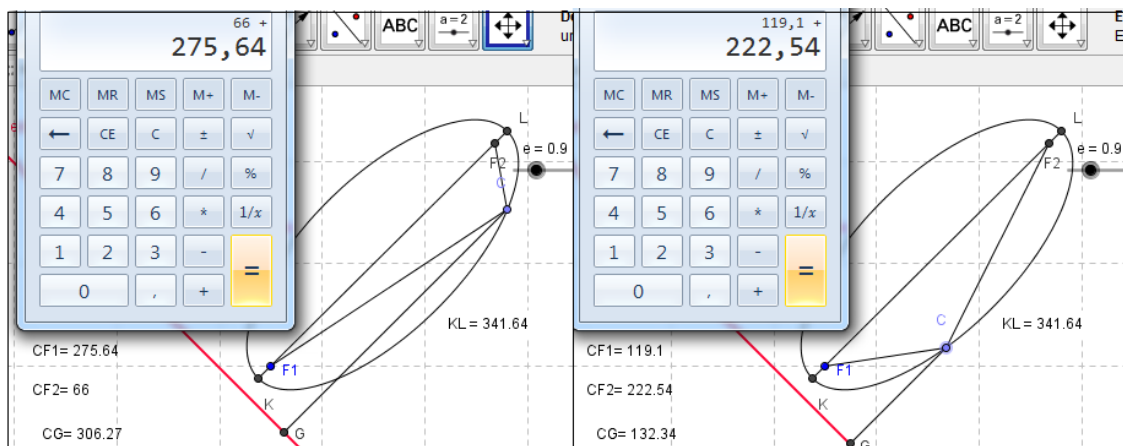 66 +
275,64
ABC
a=2
D
ur
MC MR MS M+ M-
← CE C ± √
7 8 9 / %
4 5 6 * 1/x
1 2 3 - =
0 , +
L
e = 0.9
F2
C
KL = 341.64
CF1= 275.64
F1
CF2= 66
K
CG= 306.27
G
119,1 +
222,54
ABC
a=2
E
E
MC MR MS M+ M-
← CE C ± √
7 8 9 / %
4 5 6 * 1/x
1 2 3 - =
0 , +
L
e = 0.9
F2
C
KL = 341.64
CF1= 119.1
F1
CF2= 222.54
K
CG= 132.34
G